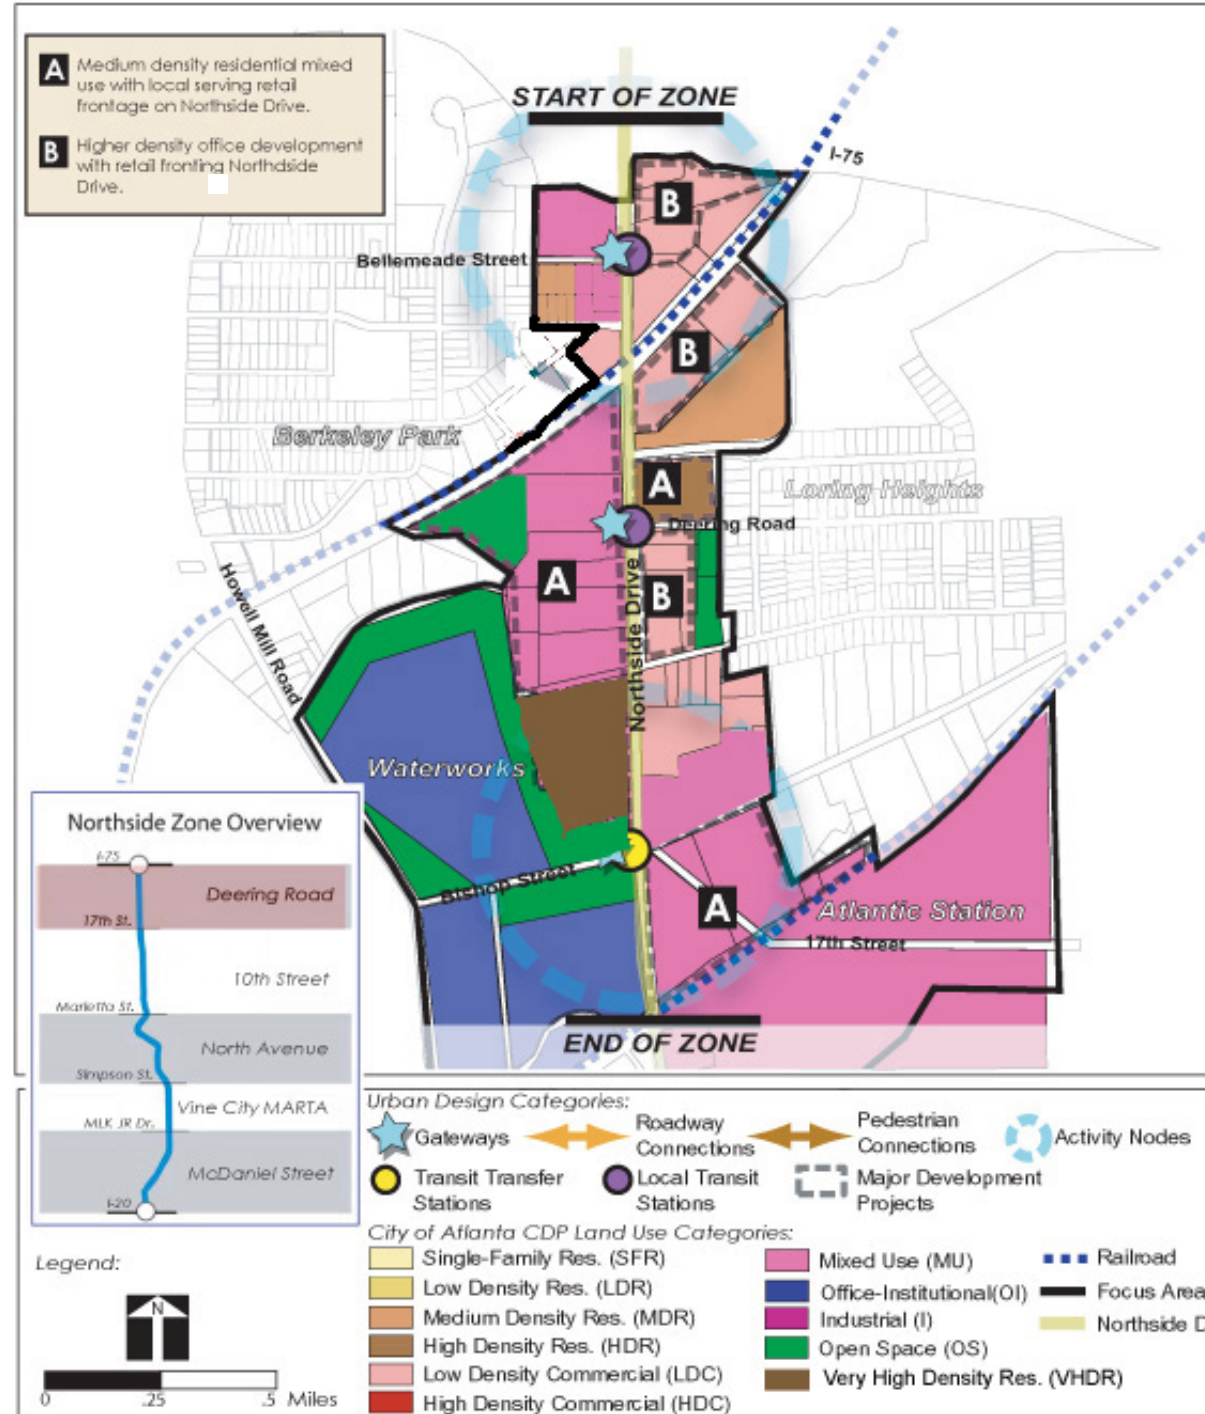 A Medium density residential mixed
use with local serving retail
frontage on Northside Drive.
B Higher density office development
with retail fronting Northdside
Drive.
START OF ZONE
I-75
B
Bellemeade Street
B
Berkeley Park
A
Loring Heights
Deering Road
A
B
Howell Mill Road
Northside Drive
Waterworks
Bishop Street
A
Atlantic Station
17th Street
END OF ZONE
Northside Zone Overview
I-75
Deering Road
17th St.
10th Street
Marietta St.
North Avenue
Simpson St.
Vine City MARTA
MLK JR Dr.
McDaniel Street
I-20
Urban Design Categories:
Gateways
Roadway
Connections
Pedestrian
Connections
Activity Nodes
Transit Transfer
Stations
Local Transit
Stations
Major Development
Projects
City of Atlanta CDP Land Use Categories:
Single-Family Res. (SFR)
Low Density Res. (LDR)
Medium Density Res. (MDR)
High Density Res. (HDR)
Low Density Commercial (LDC)
High Density Commercial (HDC)
Mixed Use (MU)
Office-Institutional(OI)
Industrial (I)
Open Space (OS)
Very High Density Res. (VHDR)
Railroad
Focus Area
Northside D
Legend:
N
0 .25 .5 Miles